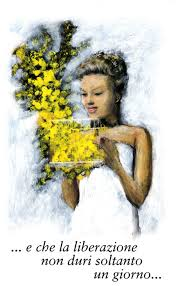 ... e che la liberazione
non duri soltanto
un giorno...